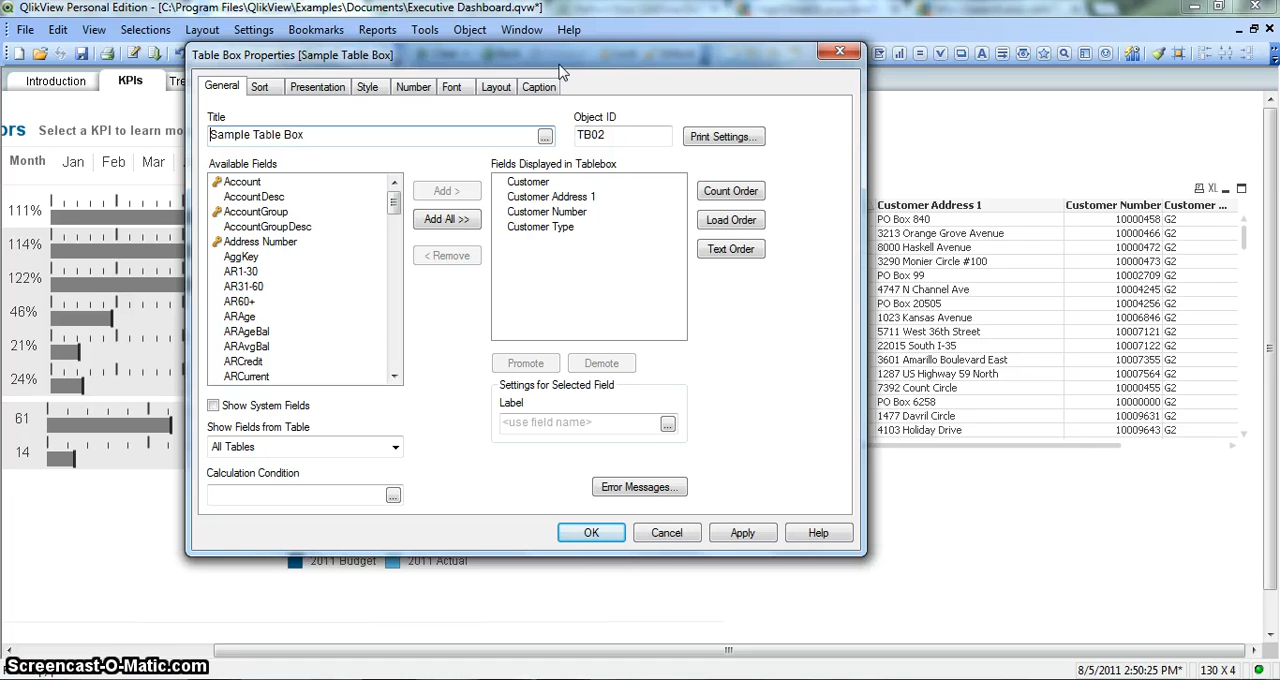 QlikView Personal Edition - [C:\Program Files\QlikView\Examples\Documents\Executive Dashboard.qvw*]
File Edit View Selections Layout Settings Bookmarks Reports Tools Object Window Help
Introduction KPIs Tre
ors Select a KPI to learn mo
Month Jan Feb Mar
111%
114%
122%
46%
21%
24%
61
14
Table Box Properties [Sample Table Box]
General Sort Presentation Style Number Font Layout Caption
Title
Sample Table Box
...
Object ID
TB02
Print Settings...
Available Fields
Account
AccountDesc
AccountGroup
AccountGroupDesc
Address Number
AggKey
AR1-30
AR31-60
AR60+
ARAge
ARAgeBal
ARAvgBal
ARCredit
ARCurrent
Add >
Add All >>
< Remove
Fields Displayed in Tablebox
Customer
Customer Address 1
Customer Number
Customer Type
Count Order
Load Order
Text Order
Promote Demote
Settings for Selected Field
Label
<use field name>
...
Show System Fields
Show Fields from Table
All Tables
Calculation Condition
...
Error Messages...
OK Cancel Apply Help
2011 Budget 2011 Actual
XL
Customer Address 1 Customer Number Customer ...
PO Box 840 10000458 G2
3213 Orange Grove Avenue 10000466 G2
8000 Haskell Avenue 10000472 G2
3290 Monier Circle #100 10000473 G2
PO Box 99 10002709 G2
4747 N Channel Ave 10004245 G2
PO Box 20505 10004256 G2
1023 Kansas Avenue 10006321 G2
5711 West 36th Street 10007121 G2
22015 South I-35 10007122 G2
3601 Amarillo Boulevard East 10007355 G2
1287 US Highway 59 North 10007564 G2
7392 Count Circle 10000455 G2
PO Box 6258 10000000 G2
1477 Davril Circle 10009631 G2
4103 Holiday Drive 10009643 G2
Screencast-O-Matic.com
8/5/2011 2:50:25 PM* 130 X 4